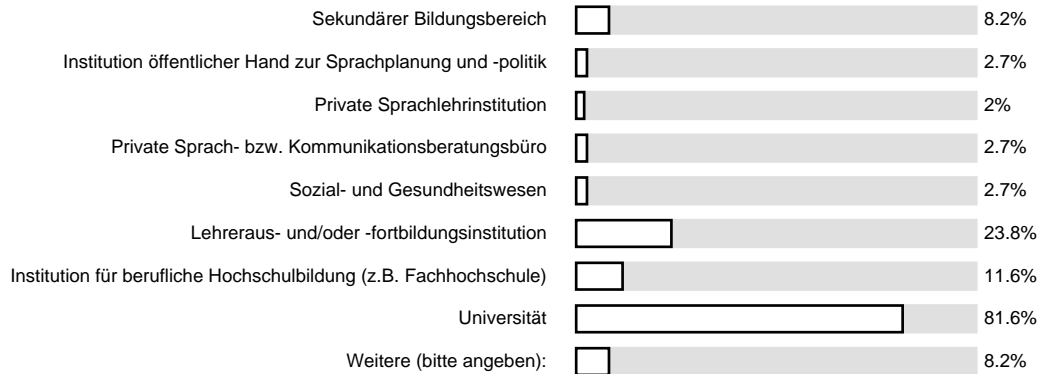 Sekundärer Bildungsbereich 8.2%
Institution öffentlicher Hand zur Sprachplanung und -politik 2.7%
Private Sprachlehrinstitution 2%
Private Sprach- bzw. Kommunikationsberatungsbüro 2.7%
Sozial- und Gesundheitswesen 2.7%
Lehreraus- und/oder -fortbildungsinstitution 23.8%
Institution für berufliche Hochschulbildung (z.B. Fachhochschule) 11.6%
Universität 81.6%
Weitere (bitte angeben): 8.2%